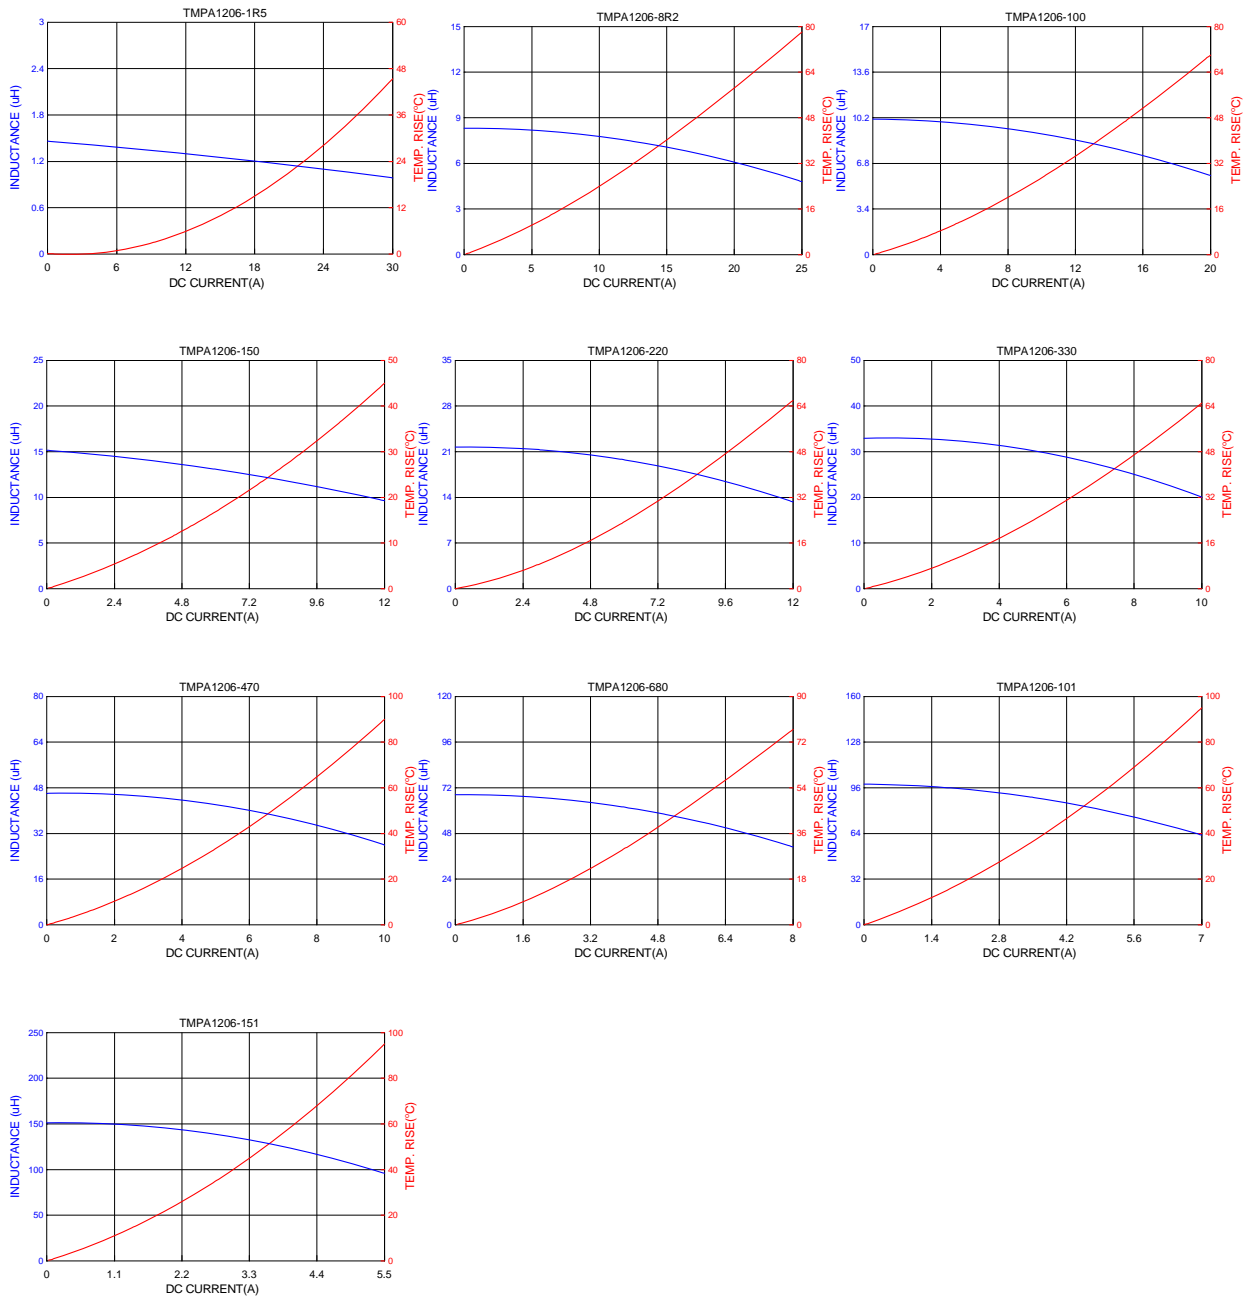 TMPA1206-1R5
INDUCTANCE (uH)
3
2.4
1.8
1.2
0.6
0
60
48
36
24
12
0
TEMP. RISE(°C)
0 6 12 18 24 30
DC CURRENT(A)
TMPA1206-8R2
INDUCTANCE (uH)
15
12
9
6
3
0
80
64
48
32
16
0
TEMP. RISE(°C)
0 5 10 15 20 25
DC CURRENT(A)
TMPA1206-100
INDUCTANCE (uH)
17
13.6
10.2
6.8
3.4
0
80
64
48
32
16
0
TEMP. RISE(°C)
0 4 8 12 16 20
DC CURRENT(A)
TMPA1206-150
INDUCTANCE (uH)
25
20
15
10
5
0
50
40
30
20
10
0
TEMP. RISE(°C)
0 2.4 4.8 7.2 9.6 12
DC CURRENT(A)
TMPA1206-220
INDUCTANCE (uH)
35
28
21
14
7
0
80
64
48
32
16
0
TEMP. RISE(°C)
0 2.4 4.8 7.2 9.6 12
DC CURRENT(A)
TMPA1206-330
INDUCTANCE (uH)
50
40
30
20
10
0
80
64
48
32
16
0
TEMP. RISE(°C)
0 2 4 6 8 10
DC CURRENT(A)
TMPA1206-470
INDUCTANCE (uH)
80
64
48
32
16
0
100
80
60
40
20
0
TEMP. RISE(°C)
0 2 4 6 8 10
DC CURRENT(A)
TMPA1206-680
INDUCTANCE (uH)
120
96
72
48
24
0
90
72
54
36
18
0
TEMP. RISE(°C)
0 1.6 3.2 4.8 6.4 8
DC CURRENT(A)
TMPA1206-101
INDUCTANCE (uH)
160
128
96
64
32
0
100
80
60
40
20
0
TEMP. RISE(°C)
0 1.4 2.8 4.2 5.6 7
DC CURRENT(A)
TMPA1206-151
INDUCTANCE (uH)
250
200
150
100
50
0
100
80
60
40
20
0
TEMP. RISE(°C)
0 1.1 2.2 3.3 4.4 5.5
DC CURRENT(A)